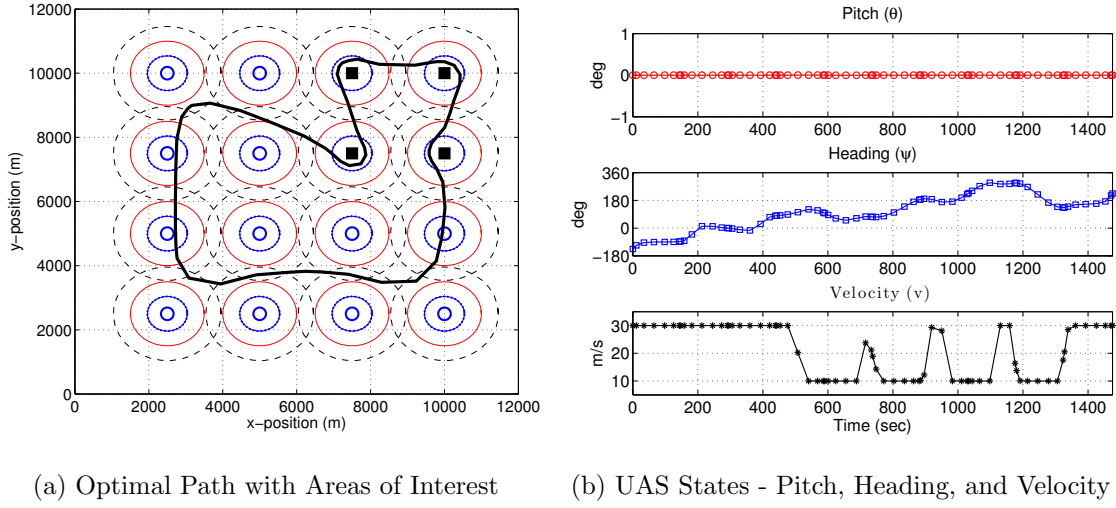 12000
10000
8000
6000
4000
2000
0
y−position (m)
0 2000 4000 6000 8000 10000 12000
x−position (m)
Pitch (θ)
1
0
−1
deg
0 200 400 600 800 1000 1200 1400
Heading (ψ)
360
180
0
−180
deg
0 200 400 600 800 1000 1200 1400
Velocity (v)
30
20
10
m/s
0 200 400 600 800 1000 1200 1400
Time (sec)
(a) Optimal Path with Areas of Interest
(b) UAS States - Pitch, Heading, and Velocity